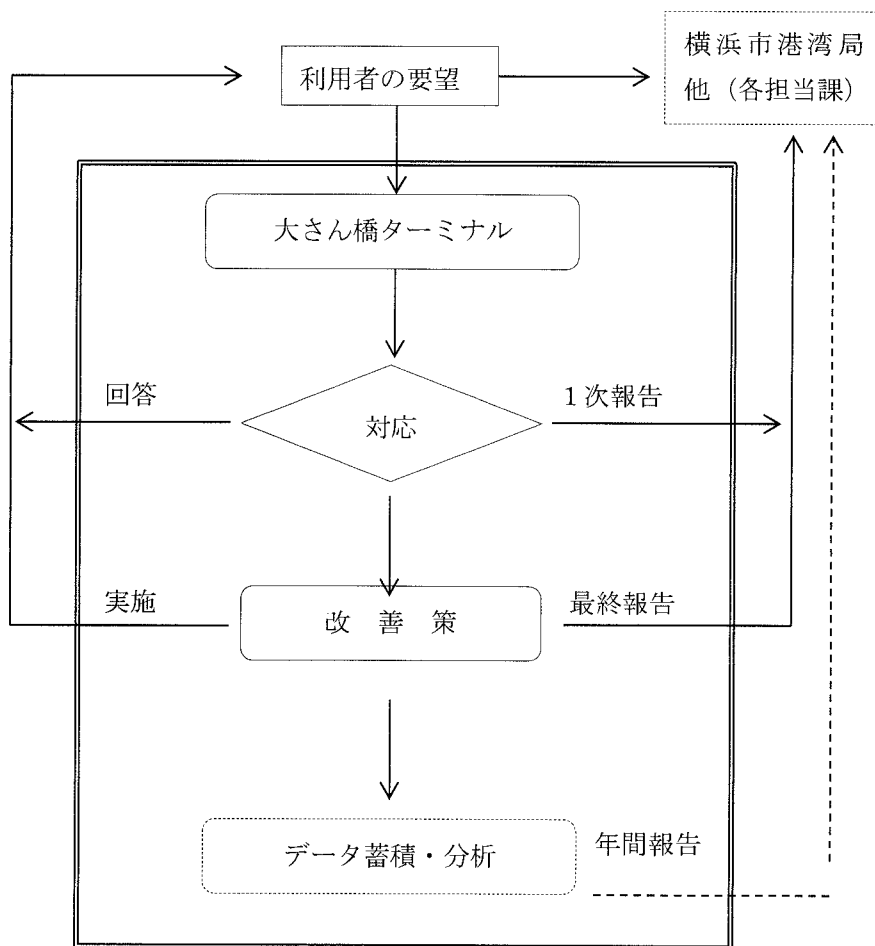 横浜市港湾局
他（各担当課）
利用者の要望
大さん橋ターミナル
回答
対応
１次報告
実施
改 善 策
最終報告
データ蓄積・分析
年間報告